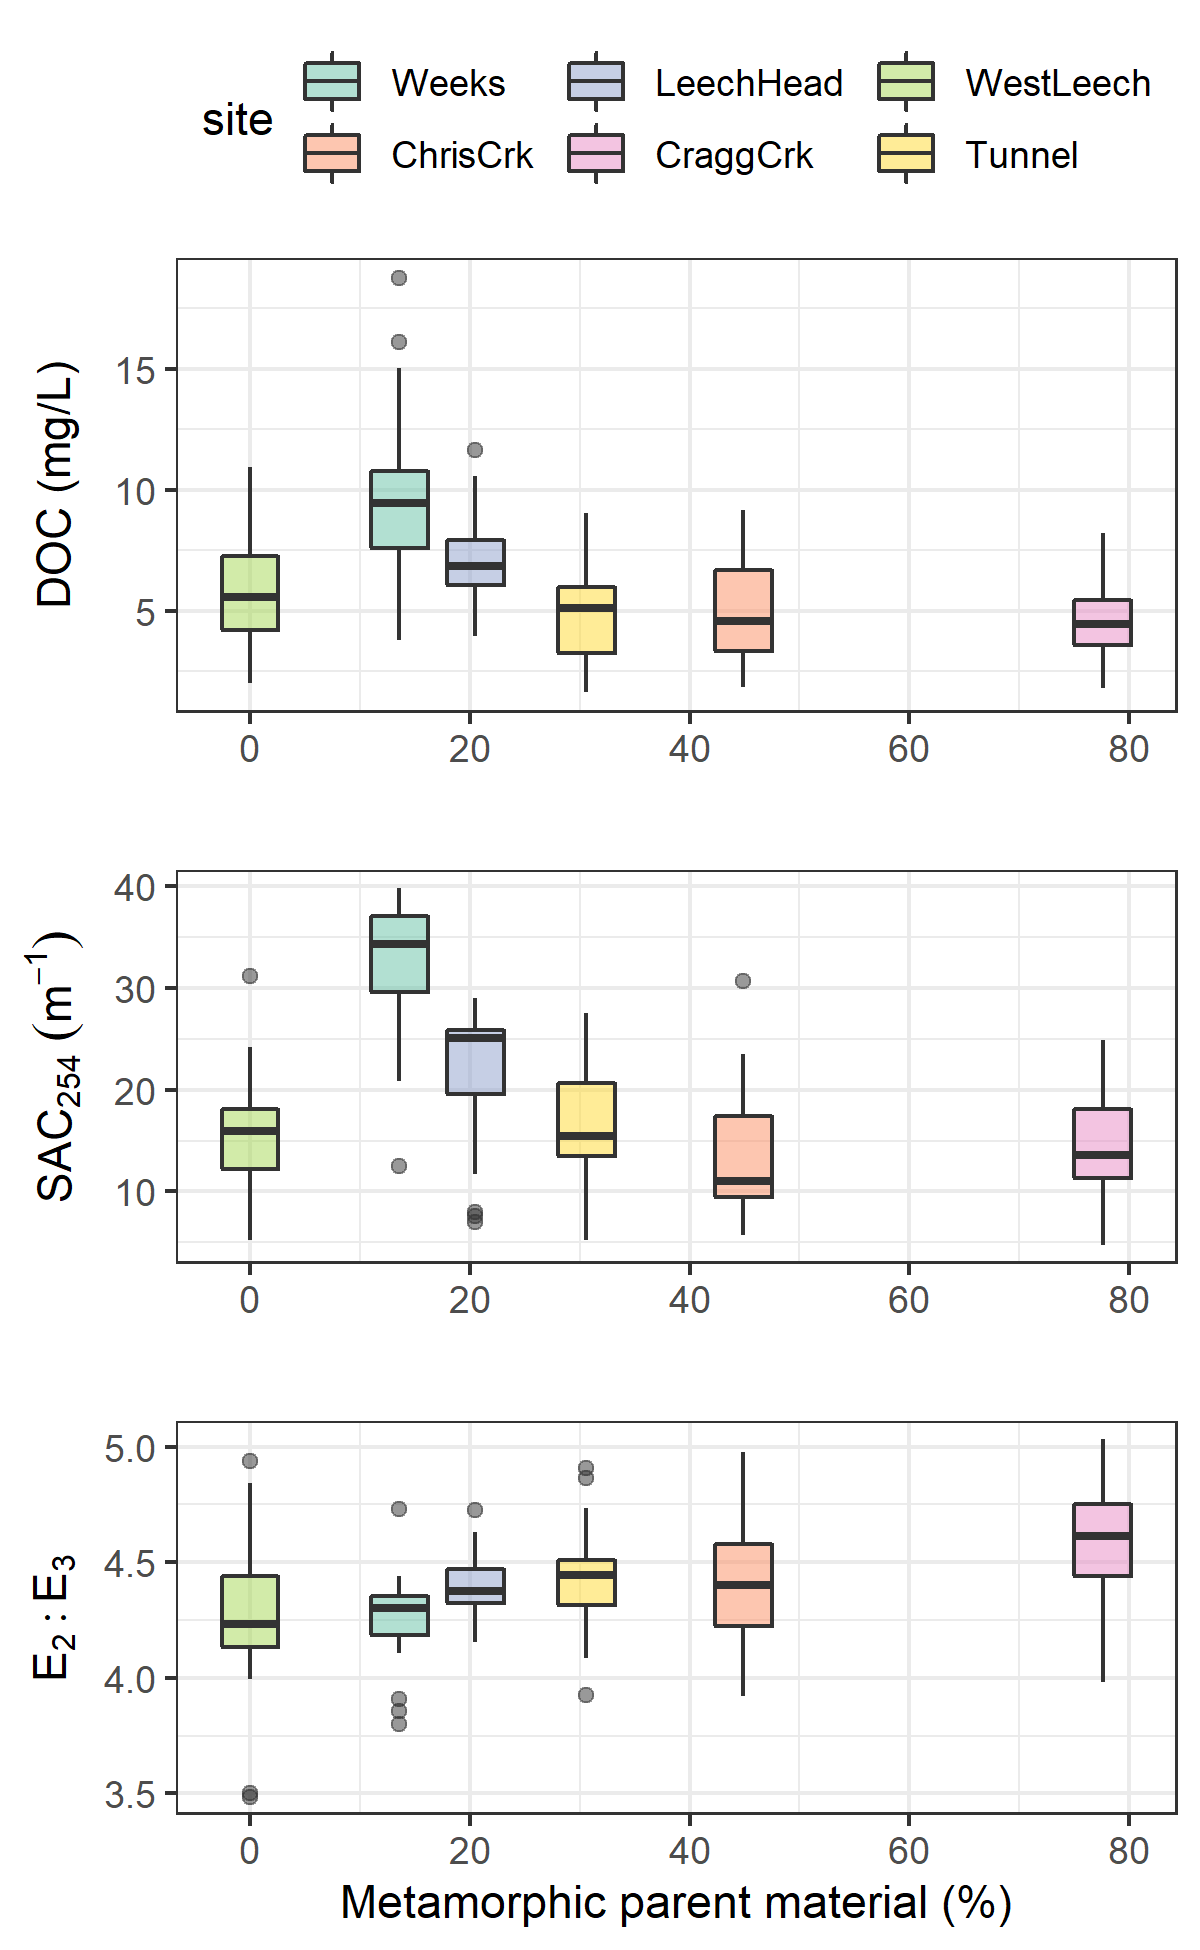 site
Weeks
LeechHead
WestLeech
ChrisCrk
CraggCrk
Tunnel
DOC (mg/L)
15
10
5
0 20 40 60 80
SAC₂₅₄ (m⁻¹)
40
30
20
10
0 20 40 60 80
E₂ : E₃
5.0
4.5
4.0
3.5
0 20 40 60 80
Metamorphic parent material (%)